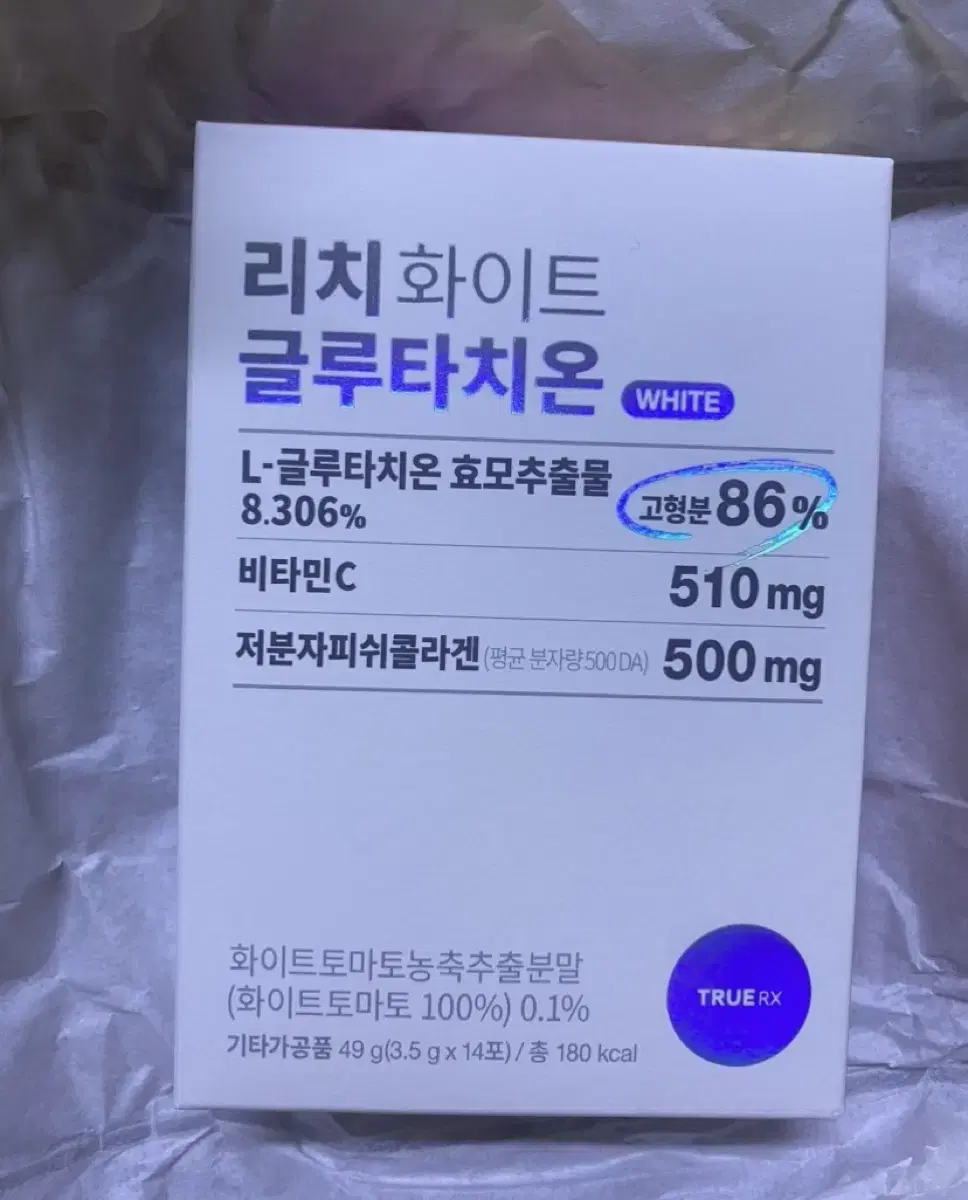 리치 화이트
글루타치온 WHITE
L-글루타치온 효모추출물
8.306% 고형분 86%
비타민C 510 mg
저분자피쉬콜라겐 (평균 분자량 500 DA) 500 mg
화이트토마토농축추출분말
(화이트토마토 100%) 0.1%
기타가공품 49 g(3.5 g x 14포) / 총 180 kcal
TRUE RX